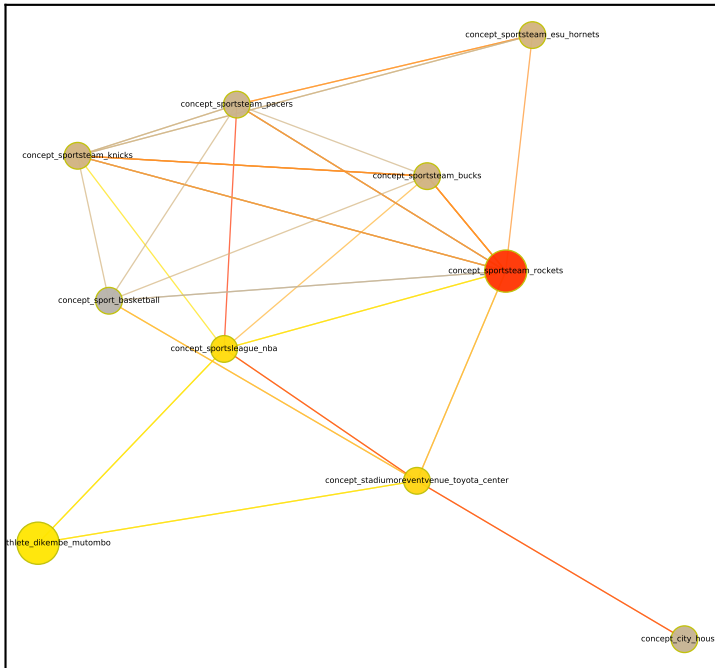 concept_sportsteam_esu_hornets
concept_sportsteam_pacers
concept_sportsteam_knicks
concept_sportsteam_bucks
concept_sportsteam_rockets
concept_sport_basketball
concept_sportsleague_nba
concept_stadiumoreventvenue_toyota_center
thlete_dikembe_mutombo
concept_city_hous